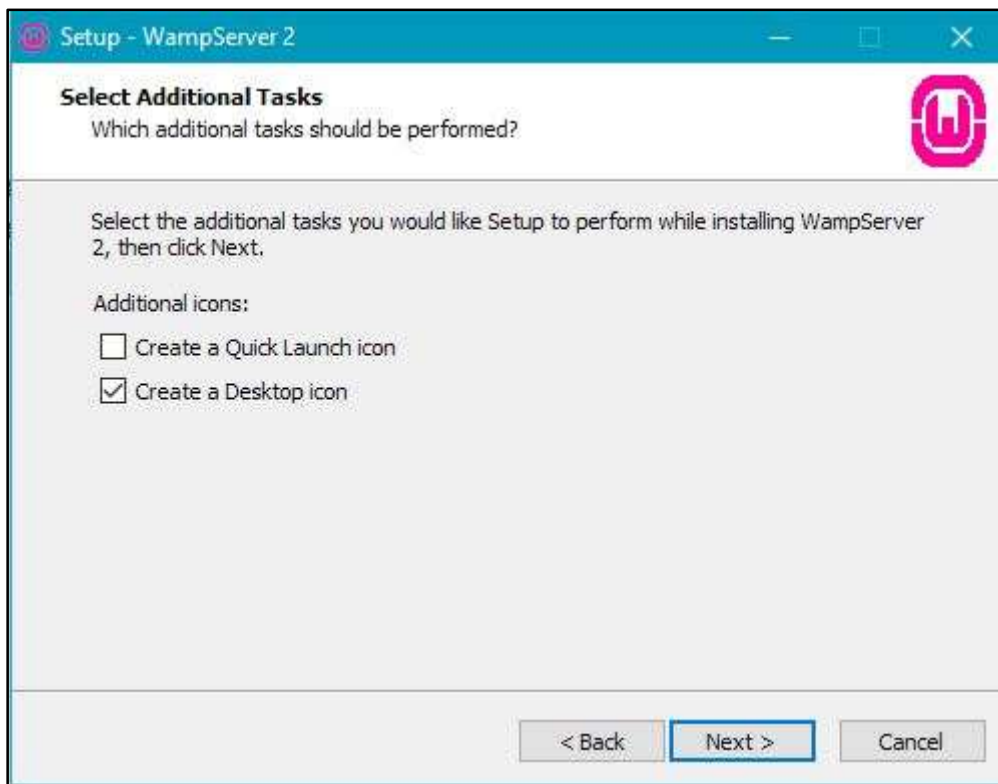 Setup - WampServer 2
Select Additional Tasks
Which additional tasks should be performed?
Select the additional tasks you would like Setup to perform while installing WampServer
2, then click Next.
Additional icons:
Create a Quick Launch icon
Create a Desktop icon
< Back Next > Cancel